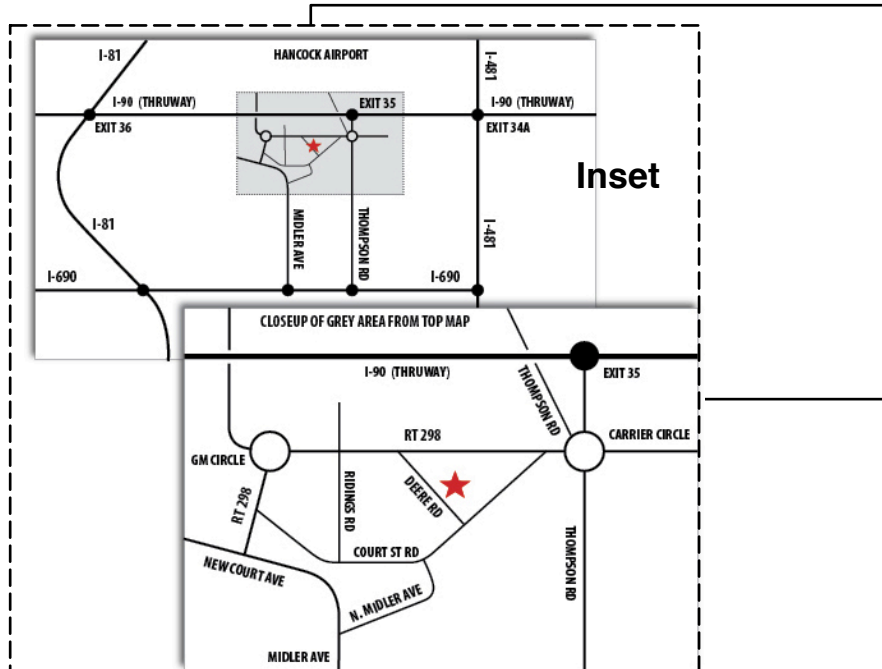 I-81
HANCOCK AIRPORT
I-481
I-90 (THRUWAY)
EXIT 35
I-90 (THRUWAY)
EXIT 36
EXIT 34A
Inset
I-81
MIDLER AVE
THOMPSON RD
I-481
I-690
I-690
CLOSEUP OF GREY AREA FROM TOP MAP
I-90 (THRUWAY)
EXIT 35
THOMPSON RD
RT 298
CARRIER CIRCLE
GM CIRCLE
RIDINGS RD
DEERE RD
RT 298
COURT ST RD
THOMPSON RD
NEW COURT AVE
N. MIDLER AVE
MIDLER AVE